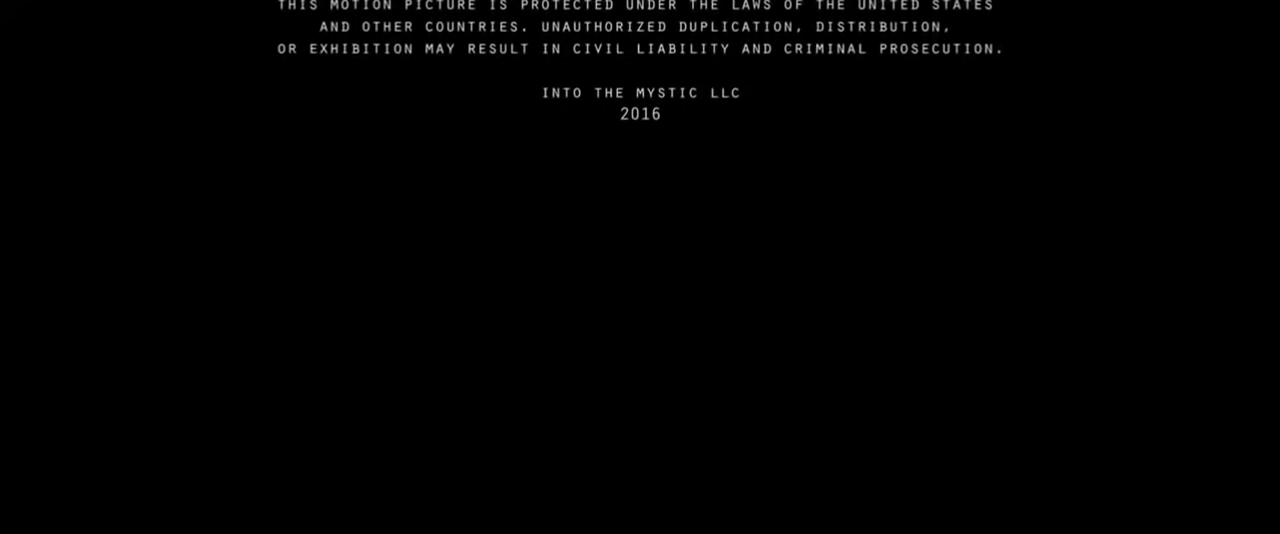 THIS MOTION PICTURE IS PROTECTED UNDER THE LAWS OF THE UNITED STATES
AND OTHER COUNTRIES. UNAUTHORIZED DUPLICATION, DISTRIBUTION,
OR EXHIBITION MAY RESULT IN CIVIL LIABILITY AND CRIMINAL PROSECUTION.
INTO THE MYSTIC LLC
2016